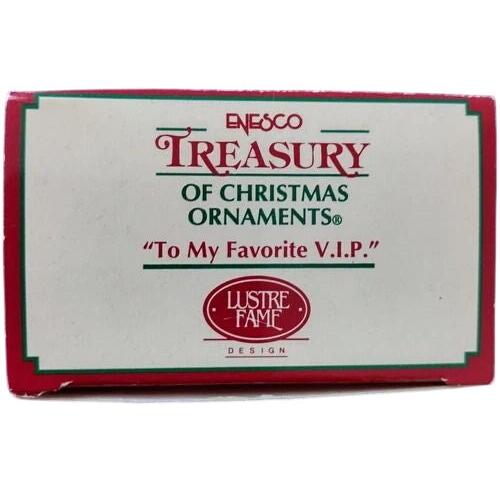 ENESCO
TREASURY
OF CHRISTMAS
ORNAMENTS®
“To My Favorite V.I.P.”
LUSTRE
FAME
DESIGN